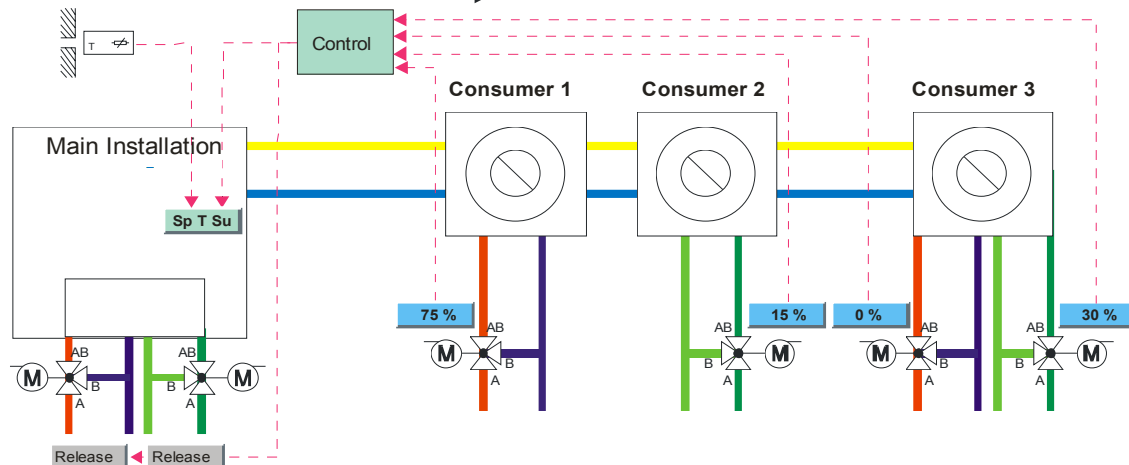 T
Control
Consumer 1
Consumer 2
Consumer 3
Main Installation
Sp T Su
75 %
15 %
0 %
30 %
AB
AB
AB
AB
AB
AB
M
M
M
M
M
M
B
B
B
B
B
B
A
A
A
A
A
A
Release
Release